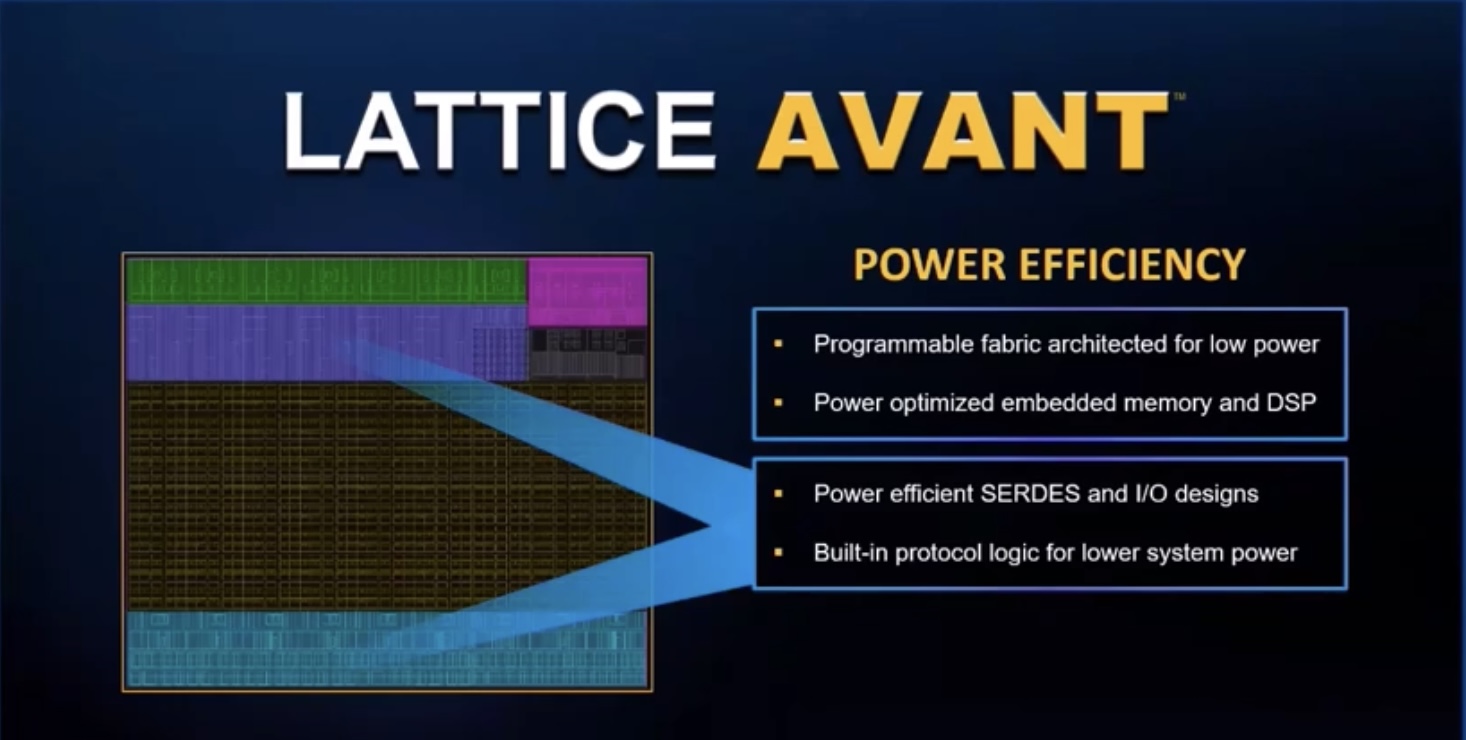 LATTICE AVANT™
POWER EFFICIENCY
▪ Programmable fabric architected for low power
▪ Power optimized embedded memory and DSP
▪ Power efficient SERDES and I/O designs
▪ Built-in protocol logic for lower system power